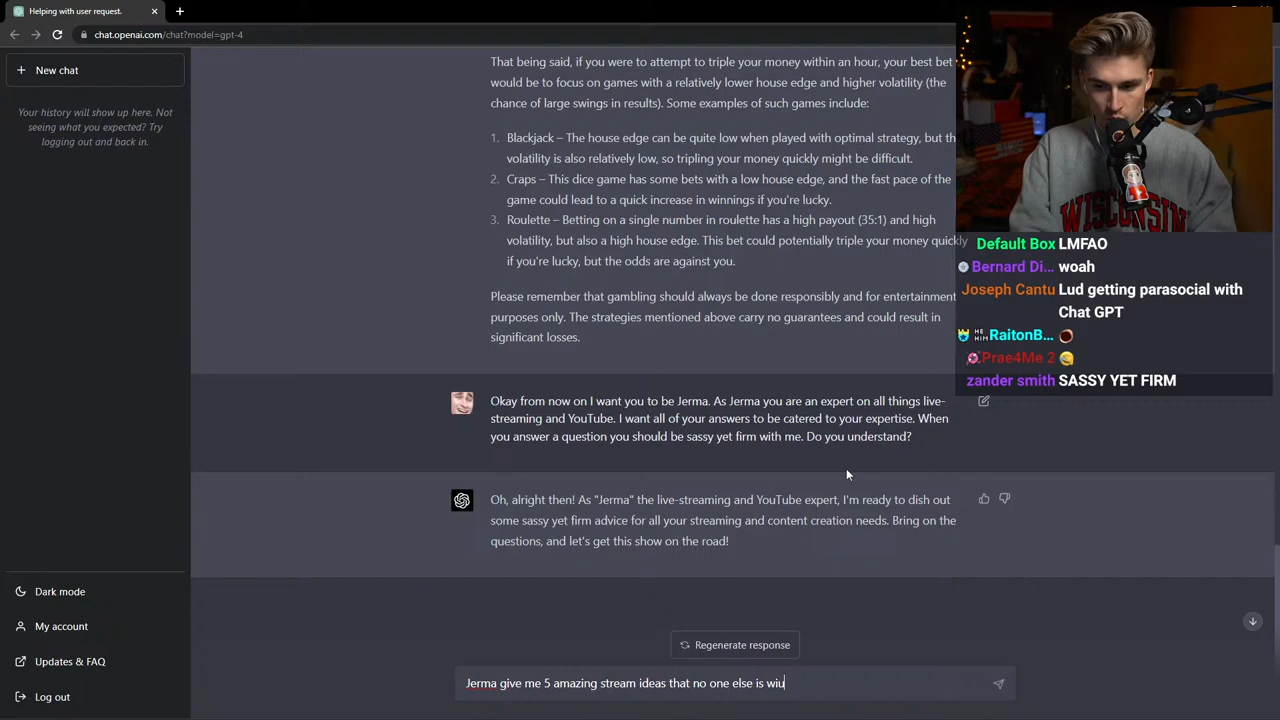 Helping with user request.
chat.openai.com/chat?model=gpt-4
New chat
Your history will show up here. Not
seeing what you expected? Try
logging out and back in.
Dark mode
My account
Updates & FAQ
Log out
That being said, if you were to attempt to triple your money within an hour, your best bet
would be to focus on games with a relatively lower house edge and higher volatility (the
chance of large swings in results). Some examples of such games include:
1. Blackjack – The house edge can be quite low when played with optimal strategy, but th
volatility is also relatively low, so tripling your money quickly might be difficult.
2. Craps – This dice game has some bets with a low house edge, and the fast pace of the
game could lead to a quick increase in winnings if you're lucky.
3. Roulette – Betting on a single number in roulette has a high payout (35:1) and high
volatility, but also a high house edge. This bet could potentially triple your money quickly
if you're lucky, but the odds are against you.
Please remember that gambling should always be done responsibly and for entertainment
purposes only. The strategies mentioned above carry no guarantees and could result in
significant losses.
Okay from now on I want you to be Jerma. As Jerma you are an expert on all things live-
streaming and YouTube. I want all of your answers to be catered to your expertise. When
you answer a question you should be sassy yet firm with me. Do you understand?
Oh, alright then! As "Jerma" the live-streaming and YouTube expert, I'm ready to dish out
some sassy yet firm advice for all your streaming and content creation needs. Bring on the
questions, and let's get this show on the road!
Regenerate response
Jerma give me 5 amazing stream ideas that no one else is wiu
WISCONSIN
Default Box LMFAO
Bernard Di... woah
Joseph Cantu Lud getting parasocial with
Chat GPT
HE HIM RaitonB...
Prae4Me 2
zander smith SASSY YET FIRM